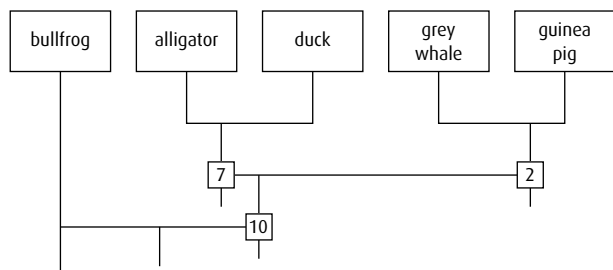 bullfrog
alligator
duck
grey
whale
guinea
pig
7
2
10